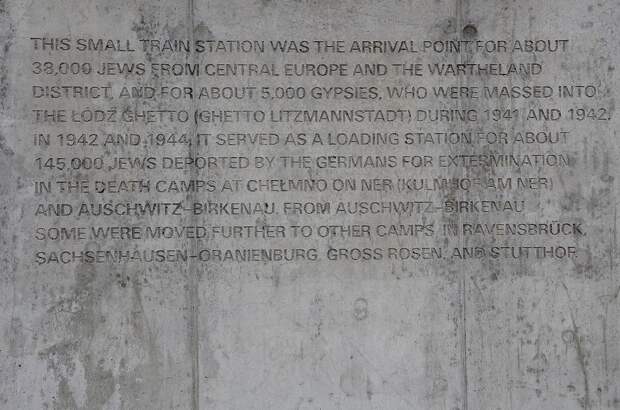 THIS SMALL TRAIN STATION WAS THE ARRIVAL POINT FOR ABOUT
38,000 JEWS FROM CENTRAL EUROPE AND THE WARTHELAND
DISTRICT, AND FOR ABOUT 5,000 GYPSIES, WHO WERE MASSED INTO
THE ŁÓDŹ GHETTO (GHETTO LITZMANNSTADT) DURING 1941 AND 1942.
IN 1942 AND 1944, IT SERVED AS A LOADING STATION FOR ABOUT
145,000 JEWS DEPORTED BY THE GERMANS FOR EXTERMINATION
IN THE DEATH CAMPS AT CHEŁMNO ON NER (KULMHOF AM NER)
AND AUSCHWITZ-BIRKENAU. FROM AUSCHWITZ-BIRKENAU
SOME WERE MOVED FURTHER TO OTHER CAMPS, IN RAVENSBRÜCK,
SACHSENHAUSEN-ORANIENBURG, GROSS ROSEN, AND STUTTHOF.